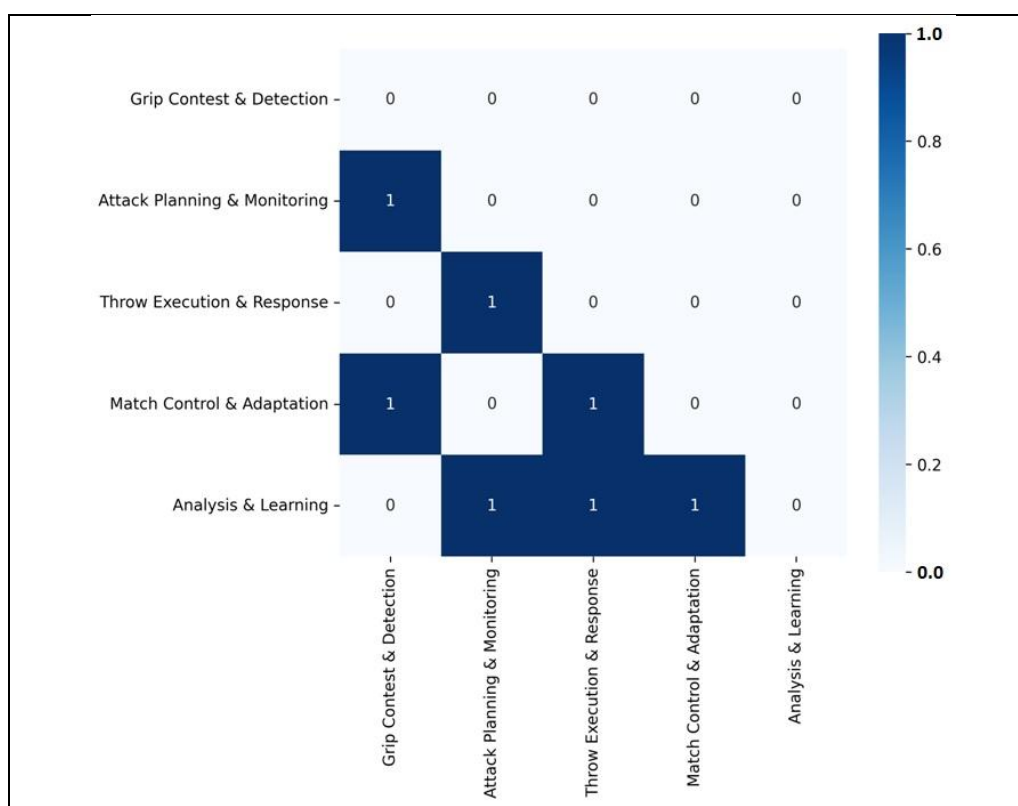 1.0
Grip Contest & Detection 0 0 0 0 0
0.8
Attack Planning & Monitoring 1 0 0 0 0
0.6
Throw Execution & Response 0 1 0 0 0
0.4
Match Control & Adaptation 1 0 1 0 0
0.2
Analysis & Learning 0 1 1 1 0
0.0
Grip Contest & Detection
Attack Planning & Monitoring
Throw Execution & Response
Match Control & Adaptation
Analysis & Learning